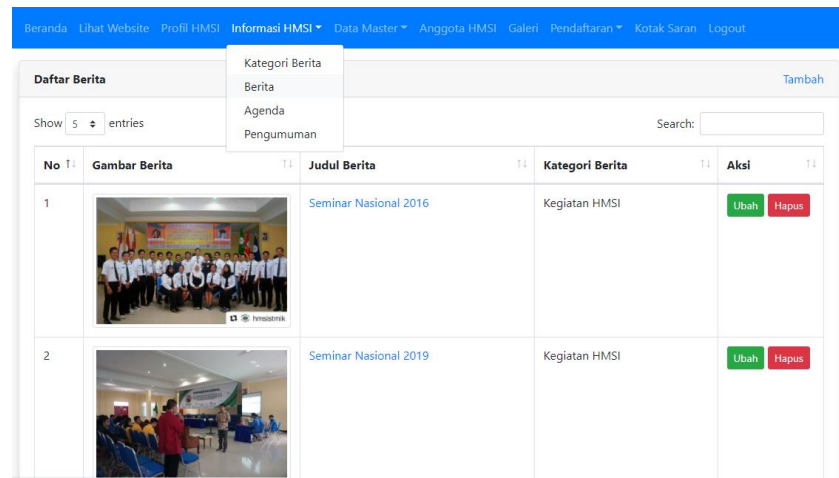 Beranda Lihat Website Profil HMSI Informasi HMSI Data Master Anggota HMSI Galeri Pendaftaran Kotak Saran Logout
Kategori Berita
Berita
Agenda
Pengumuman
Daftar Berita Tambah
Show 5 entries Search:
No Gambar Berita Judul Berita Kategori Berita Aksi
1 Seminar Nasional 2016 Kegiatan HMSI Ubah Hapus
hmsistmik
2 Seminar Nasional 2019 Kegiatan HMSI Ubah Hapus